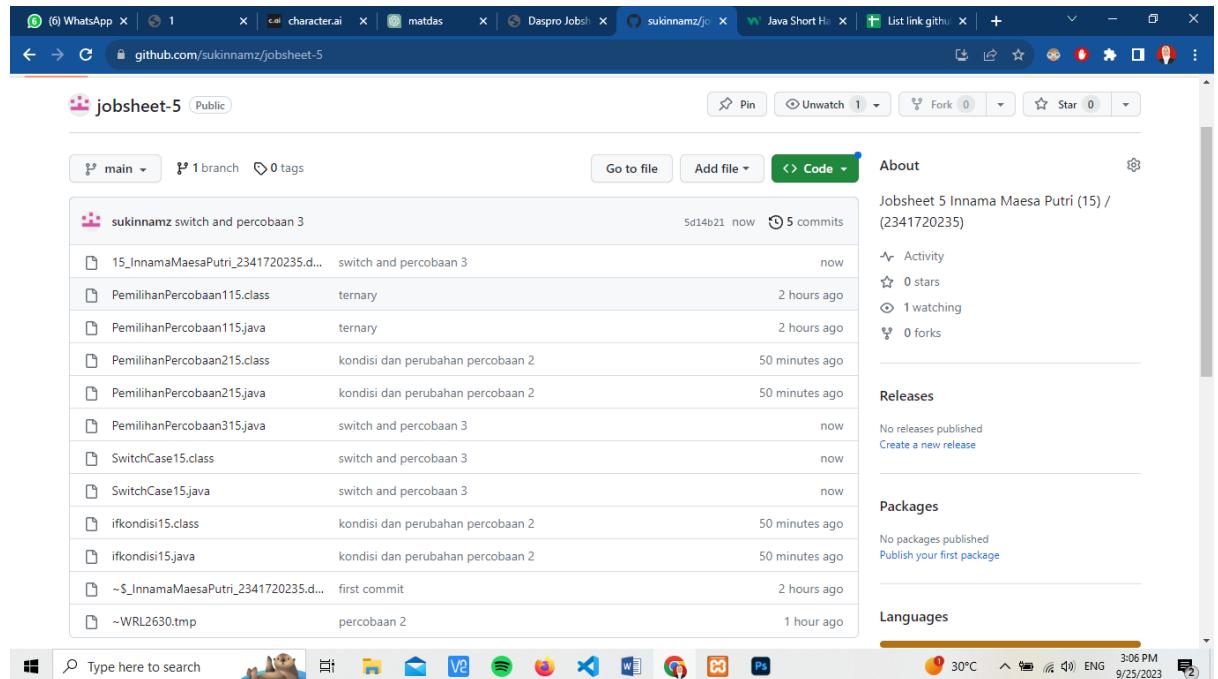 6 (6) WhatsApp 1 c.ai character.ai matdas Daspro Jobsh sukinnamz/jo Java Short Ha List link githu
github.com/sukinnamz/jobsheet-5
jobsheet-5 Public Pin Unwatch 1 Fork 0 Star 0
main 1 branch 0 tags Go to file Add file <> Code
sukinnamz switch and percobaan 3 5d14b21 now 5 commits
15_InnamaMaesaPutri_2341720235.d... switch and percobaan 3 now
PemilihanPercobaan115.class ternary 2 hours ago
PemilihanPercobaan115.java ternary 2 hours ago
PemilihanPercobaan215.class kondisi dan perubahan percobaan 2 50 minutes ago
PemilihanPercobaan215.java kondisi dan perubahan percobaan 2 50 minutes ago
PemilihanPercobaan315.java switch and percobaan 3 now
SwitchCase15.class switch and percobaan 3 now
SwitchCase15.java switch and percobaan 3 now
ifkondisi15.class kondisi dan perubahan percobaan 2 50 minutes ago
ifkondisi15.java kondisi dan perubahan percobaan 2 50 minutes ago
~$_InnamaMaesaPutri_2341720235.d... first commit 2 hours ago
~WRL2630.tmp percobaan 2 1 hour ago
About
Jobsheet 5 Innama Maesa Putri (15) /
(2341720235)
Activity
0 stars
1 watching
0 forks
Releases
No releases published
Create a new release
Packages
No packages published
Publish your first package
Languages
Type here to search V2 Ps 30°C ENG 3:06 PM
9/25/2023 2